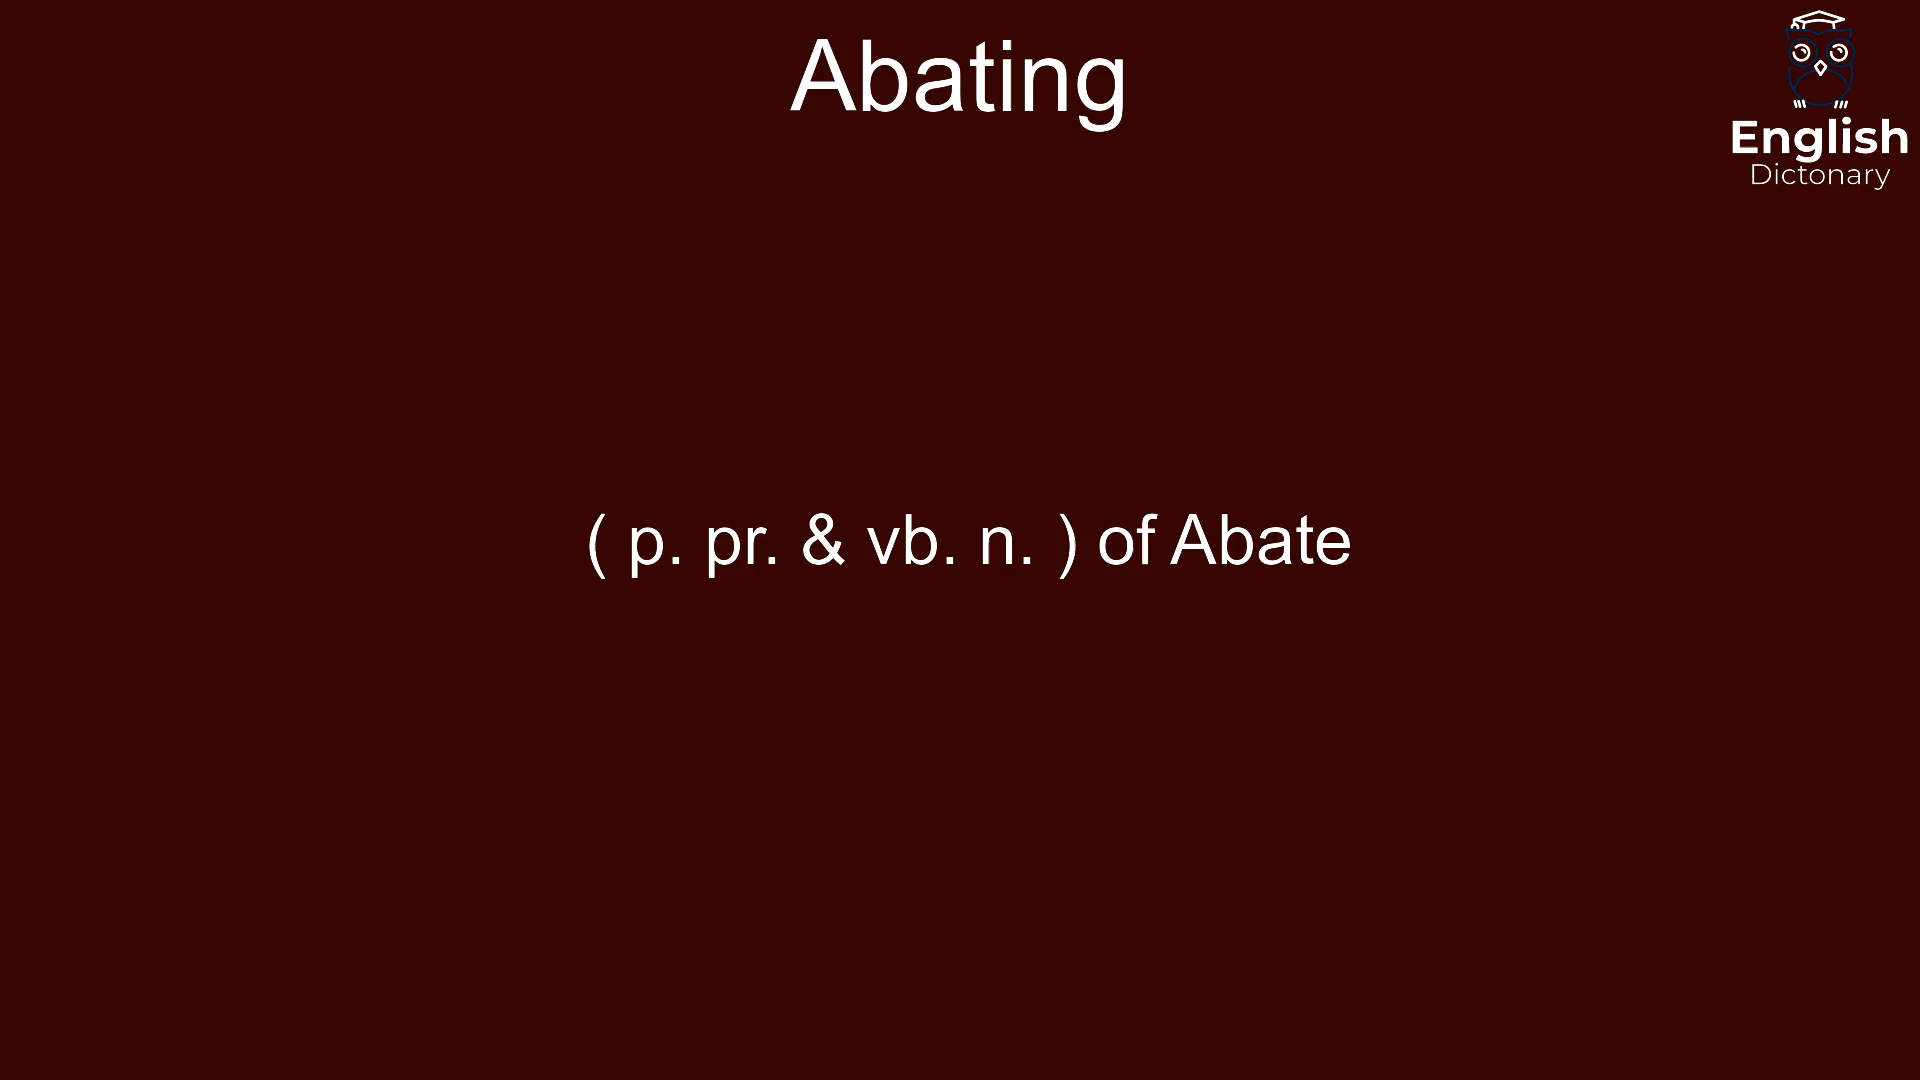 Abating
English
Dictonary
( p. pr. & vb. n. ) of Abate